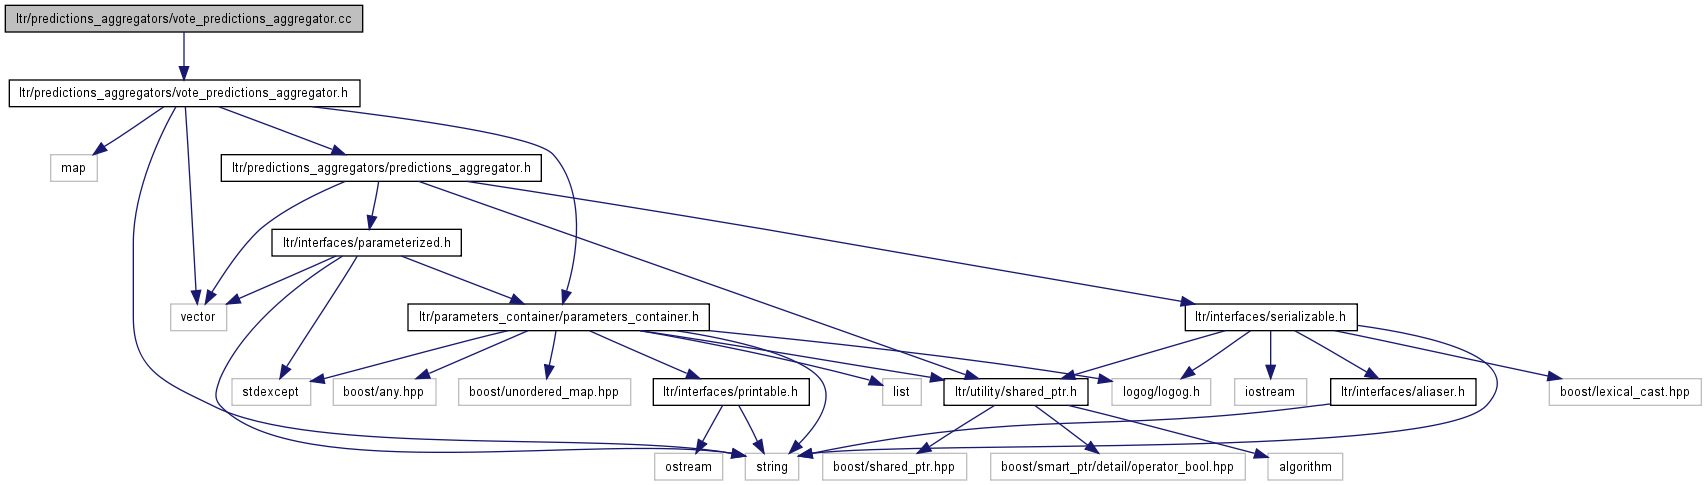 ltr/predictions_aggregators/vote_predictions_aggregator.cc
ltr/predictions_aggregators/vote_predictions_aggregator.h
map
ltr/predictions_aggregators/predictions_aggregator.h
ltr/interfaces/parameterized.h
vector
ltr/parameters_container/parameters_container.h
ltr/interfaces/serializable.h
stdexcept
boost/any.hpp
boost/unordered_map.hpp
ltr/interfaces/printable.h
list
ltr/utility/shared_ptr.h
logog/logog.h
iostream
ltr/interfaces/aliaser.h
boost/lexical_cast.hpp
ostream
string
boost/shared_ptr.hpp
boost/smart_ptr/detail/operator_bool.hpp
algorithm